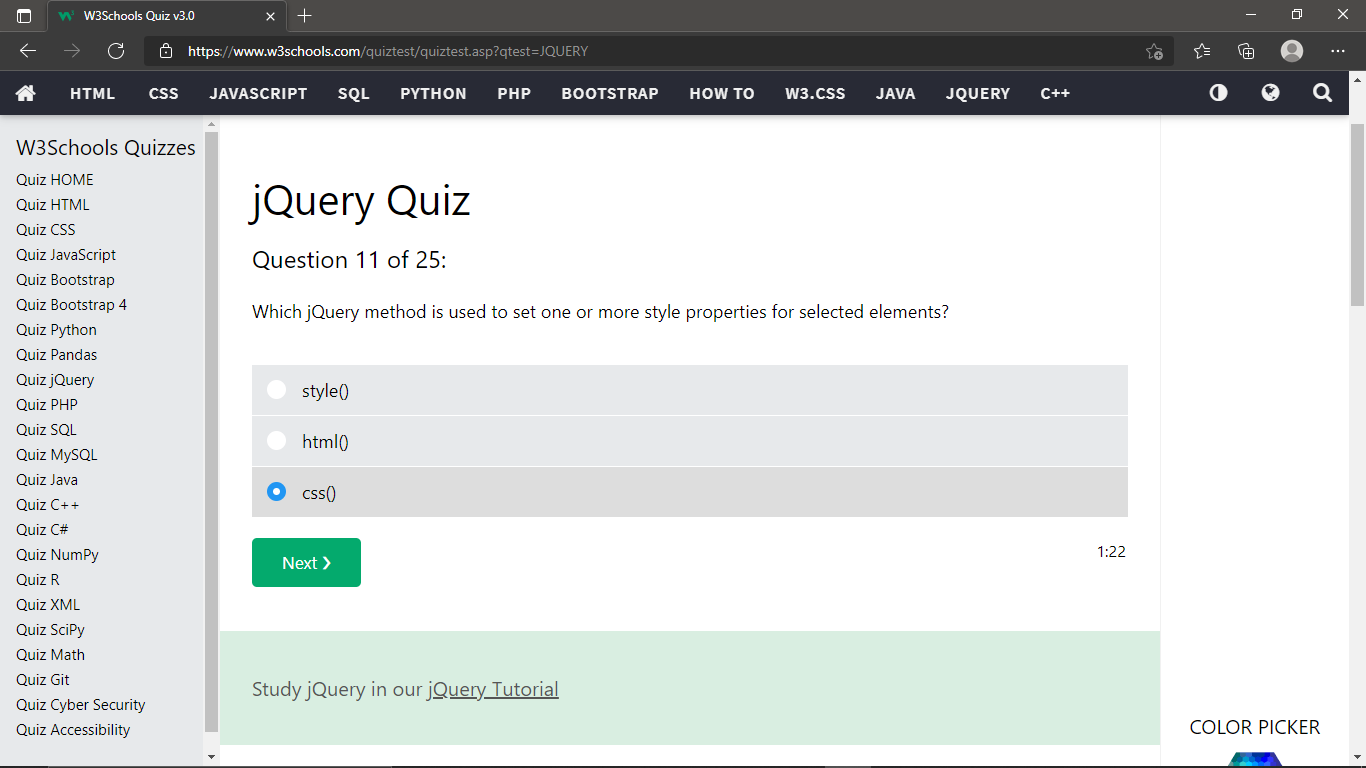 W3Schools Quiz v3.0
https://www.w3schools.com/quiztest/quiztest.asp?qtest=JQUERY
HTML CSS JAVASCRIPT SQL PYTHON PHP BOOTSTRAP HOW TO W3.CSS JAVA JQUERY C++
W3Schools Quizzes
Quiz HOME
Quiz HTML
Quiz CSS
Quiz JavaScript
Quiz Bootstrap
Quiz Bootstrap 4
Quiz Python
Quiz Pandas
Quiz jQuery
Quiz PHP
Quiz SQL
Quiz MySQL
Quiz Java
Quiz C++
Quiz C#
Quiz NumPy
Quiz R
Quiz XML
Quiz SciPy
Quiz Math
Quiz Git
Quiz Cyber Security
Quiz Accessibility
jQuery Quiz
Question 11 of 25:
Which jQuery method is used to set one or more style properties for selected elements?
style()
html()
css()
Next ❯
1:22
Study jQuery in our jQuery Tutorial
COLOR PICKER